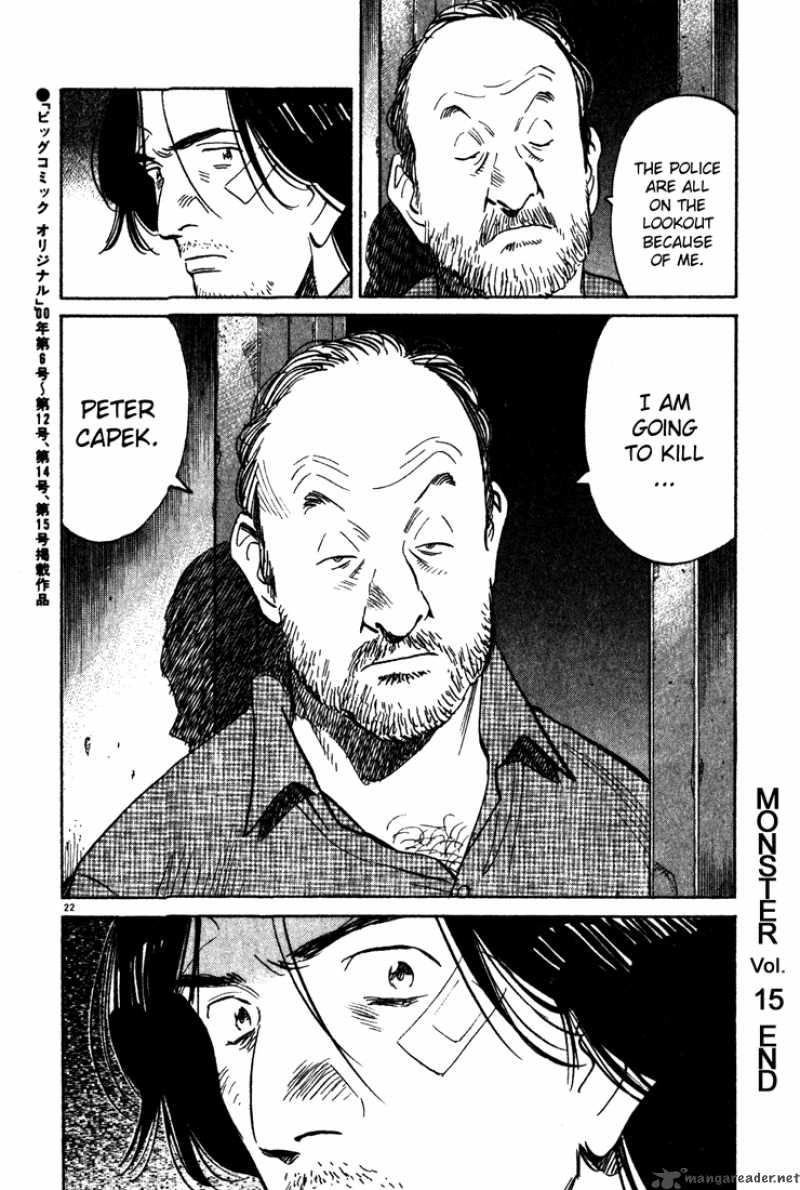 THE POLICE
ARE ALL
ON THE
LOOKOUT
BECAUSE
OF ME.
I AM
GOING
TO KILL
...
PETER
CAPEK.
●「ビッグコミック オリジナル」'00年第6号~第12号、第14号、第15号掲載作品
22
MONSTER Vol. 15 END
mangareader.net